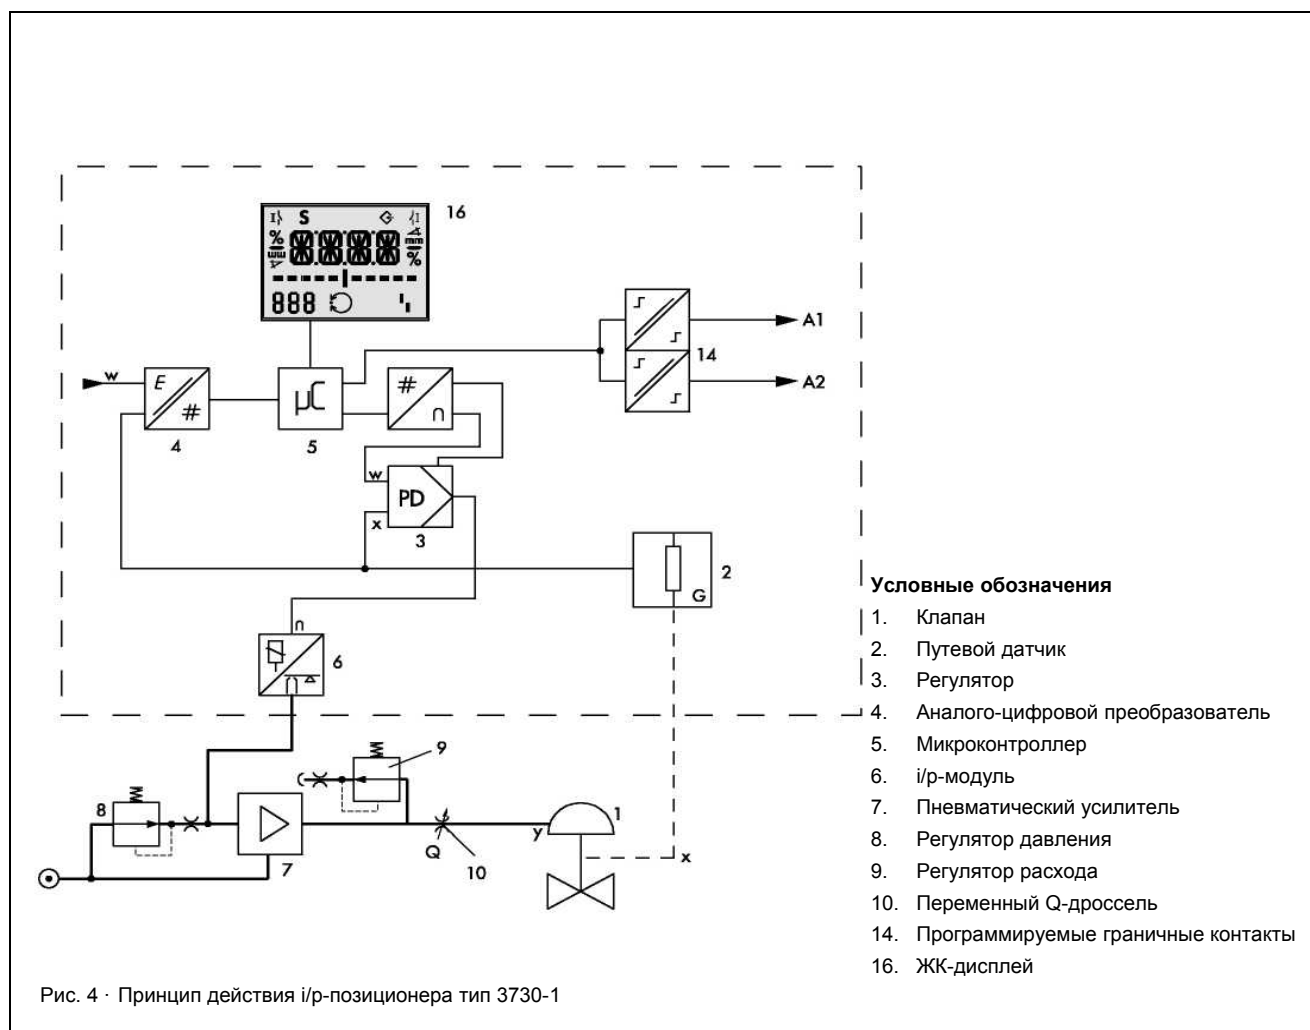 16
S
%
mm
%
888
14
A1
A2
w
E
#
4
µC
5
#
n
w
PD
x
3
2
G
n
6
9
8
7
Q
10
y
1
x
Условные обозначения
1. Клапан
2. Путевой датчик
3. Регулятор
4. Аналого-цифровой преобразователь
5. Микроконтроллер
6. i/p-модуль
7. Пневматический усилитель
8. Регулятор давления
9. Регулятор расхода
10. Переменный Q-дроссель
14. Программируемые граничные контакты
16. ЖК-дисплей
Рис. 4 · Принцип действия i/p-позиционера тип 3730-1